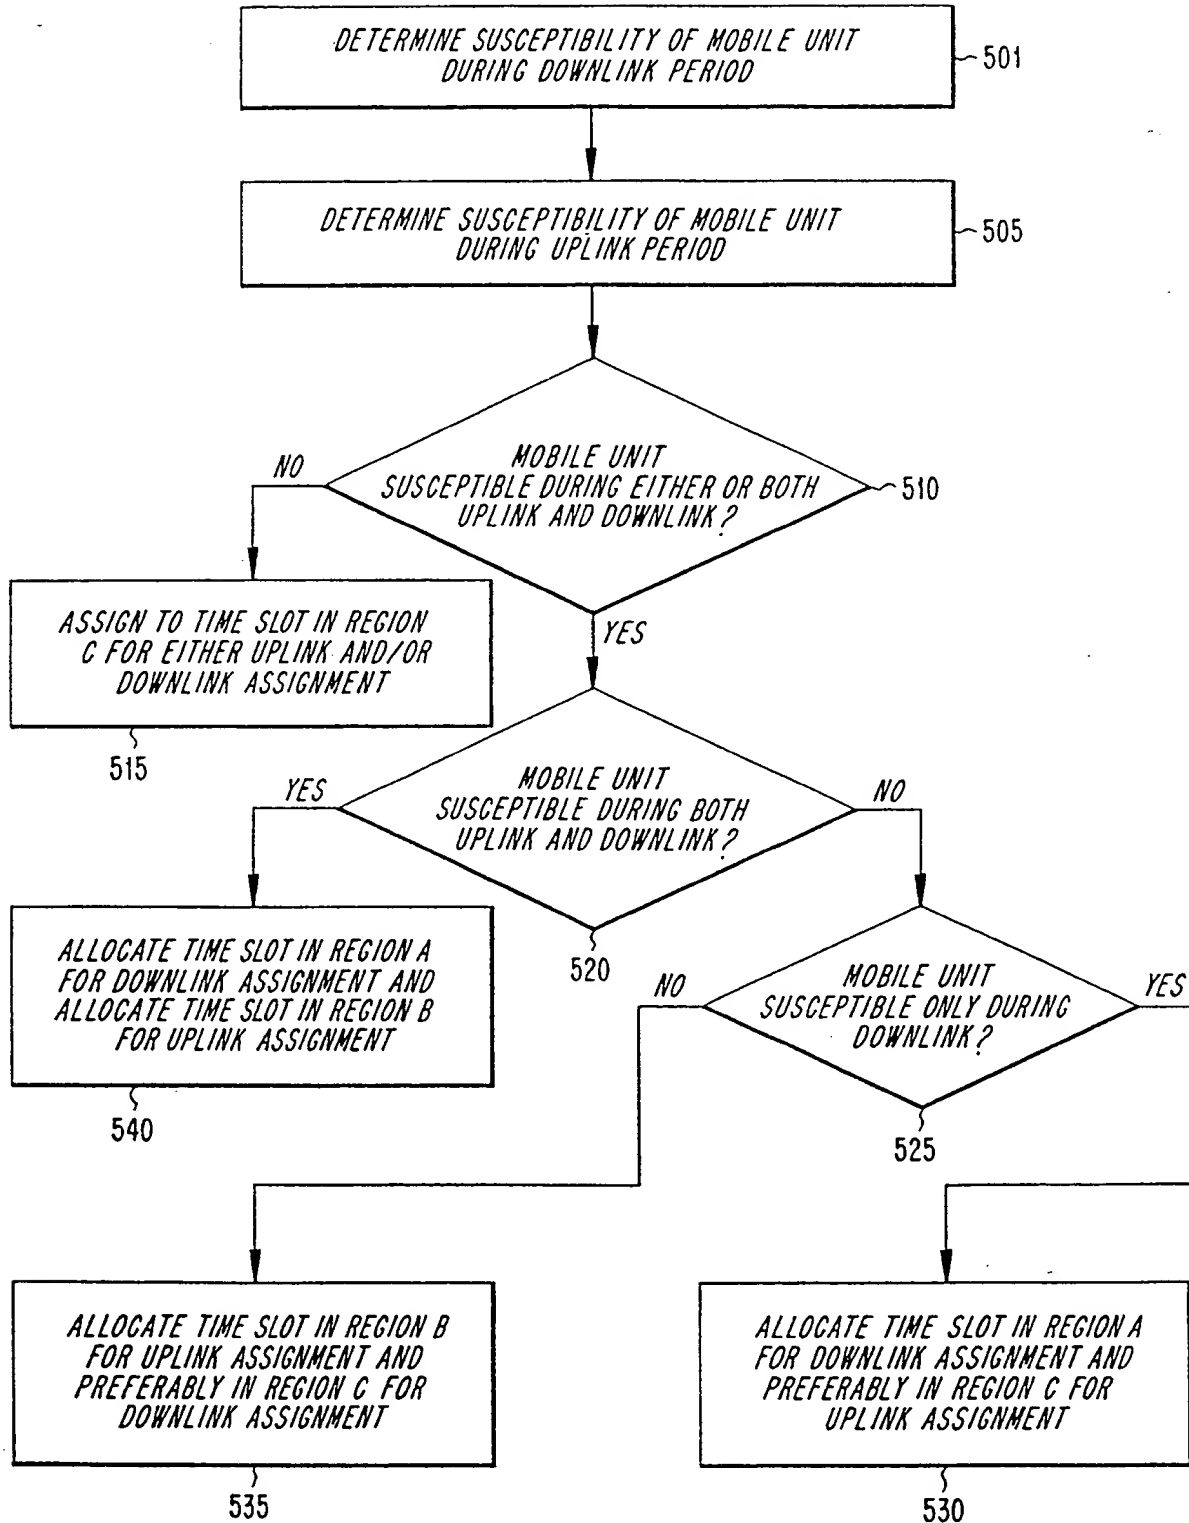 DETERMINE SUSCEPTIBILITY OF MOBILE UNIT
DURING DOWNLINK PERIOD
501
DETERMINE SUSCEPTIBILITY OF MOBILE UNIT
DURING UPLINK PERIOD
505
MOBILE UNIT
SUSCEPTIBLE DURING EITHER OR BOTH
UPLINK AND DOWNLINK?
510
NO
YES
ASSIGN TO TIME SLOT IN REGION
C FOR EITHER UPLINK AND/OR
DOWNLINK ASSIGNMENT
515
MOBILE UNIT
SUSCEPTIBLE DURING BOTH
UPLINK AND DOWNLINK?
520
YES
NO
ALLOCATE TIME SLOT IN REGION A
FOR DOWNLINK ASSIGNMENT AND
ALLOCATE TIME SLOT IN REGION B
FOR UPLINK ASSIGNMENT
540
MOBILE UNIT
SUSCEPTIBLE ONLY DURING
DOWNLINK?
525
NO
YES
ALLOCATE TIME SLOT IN REGION B
FOR UPLINK ASSIGNMENT AND
PREFERABLY IN REGION C FOR
DOWNLINK ASSIGNMENT
535
ALLOCATE TIME SLOT IN REGION A
FOR DOWNLINK ASSIGNMENT AND
PREFERABLY IN REGION C FOR
UPLINK ASSIGNMENT
530